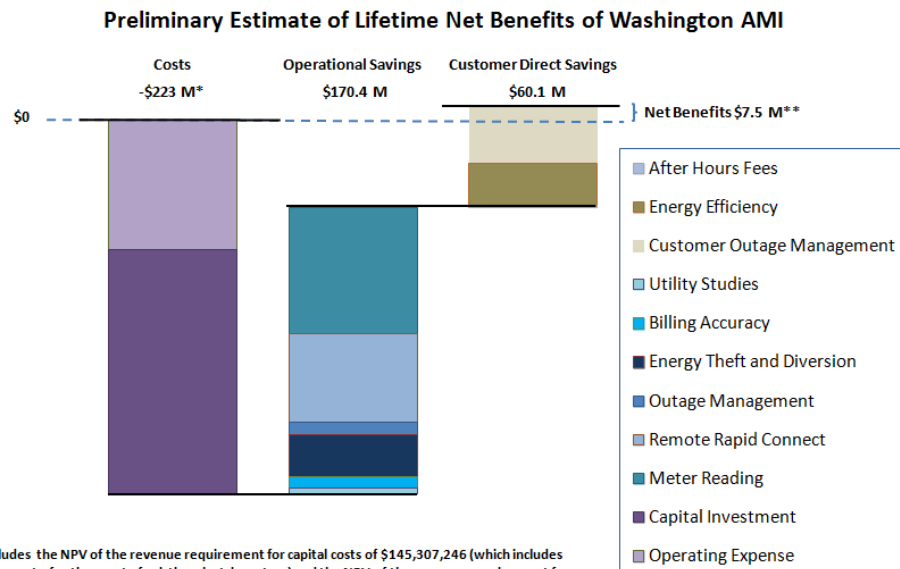 Preliminary Estimate of Lifetime Net Benefits of Washington AMI
Costs
-$223 M*
Operational Savings
$170.4 M
Customer Direct Savings
$60.1 M
$0
Net Benefits $7.5 M**
After Hours Fees
Energy Efficiency
Customer Outage Management
Utility Studies
Billing Accuracy
Energy Theft and Diversion
Outage Management
Remote Rapid Connect
Meter Reading
Capital Investment
Operating Expense
ludes the NPV of the revenue requirement for capital costs of $145,307,246 (which includes